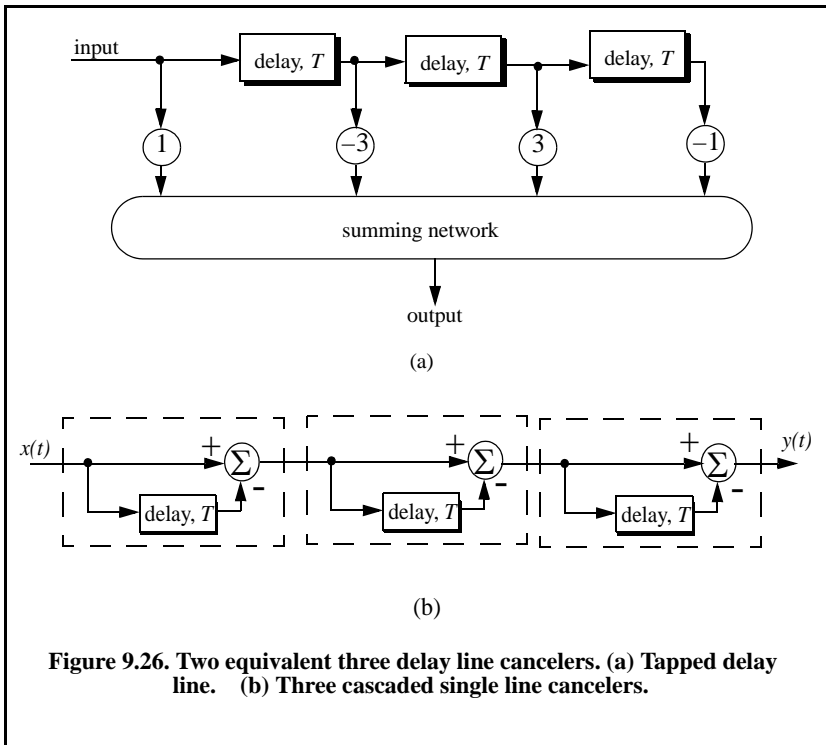 input
delay, T
delay, T
delay, T
1
−3
3
−1
summing network
output
(a)
x(t)
+
Σ
-
delay, T
+
Σ
-
delay, T
+
Σ
-
delay, T
y(t)
(b)
Figure 9.26. Two equivalent three delay line cancelers. (a) Tapped delay
line. (b) Three cascaded single line cancelers.